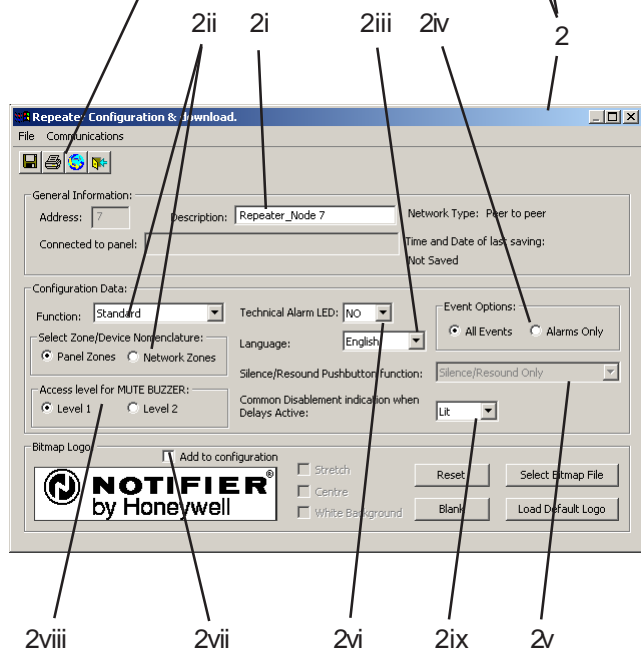 2ii 2i 2iii 2iv 2
Repeater Configuration & download.
File Communications
General Information:
Address: 7 Description: Repeater_Node 7 Network Type: Peer to peer
Connected to panel: Time and Date of last saving:
Not Saved
Configuration Data:
Function: Standard Technical Alarm LED: NO Event Options:
All Events Alarms Only
Select Zone/Device Nomenclature:
Panel Zones Network Zones Language: English
Silence/Resound Pushbutton function: Silence/Resound Only
Access level for MUTE BUZZER:
Level 1 Level 2 Common Disablement indication when
Delays Active: Lit
Bitmap Logo
Add to configuration
NOTIFIER®
by Honeywell
Stretch Reset Select Bitmap File
Centre
White Background Blank Load Default Logo
2viii 2vii 2vi 2ix 2v